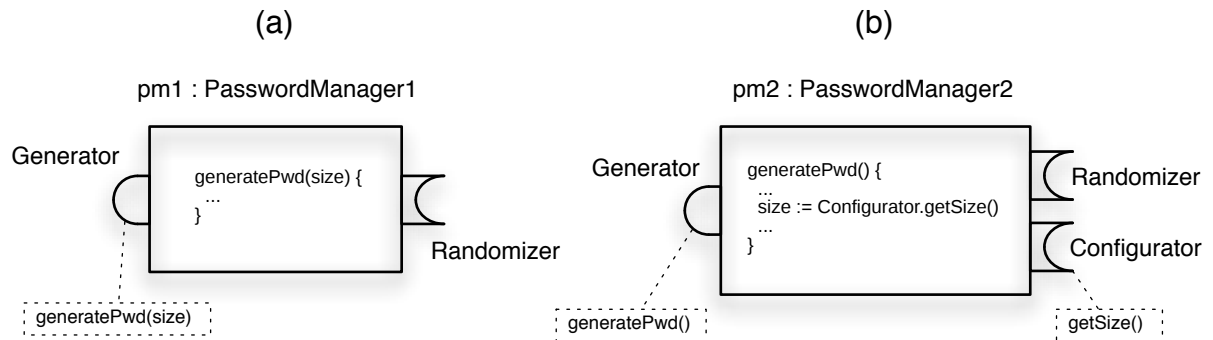 (a)
pm1 : PasswordManager1
Generator
generatePwd(size) {
...
}
Randomizer
generatePwd(size)
(b)
pm2 : PasswordManager2
Generator
generatePwd() {
...
size := Configurator.getSize()
...
}
Randomizer
Configurator
generatePwd()
getSize()